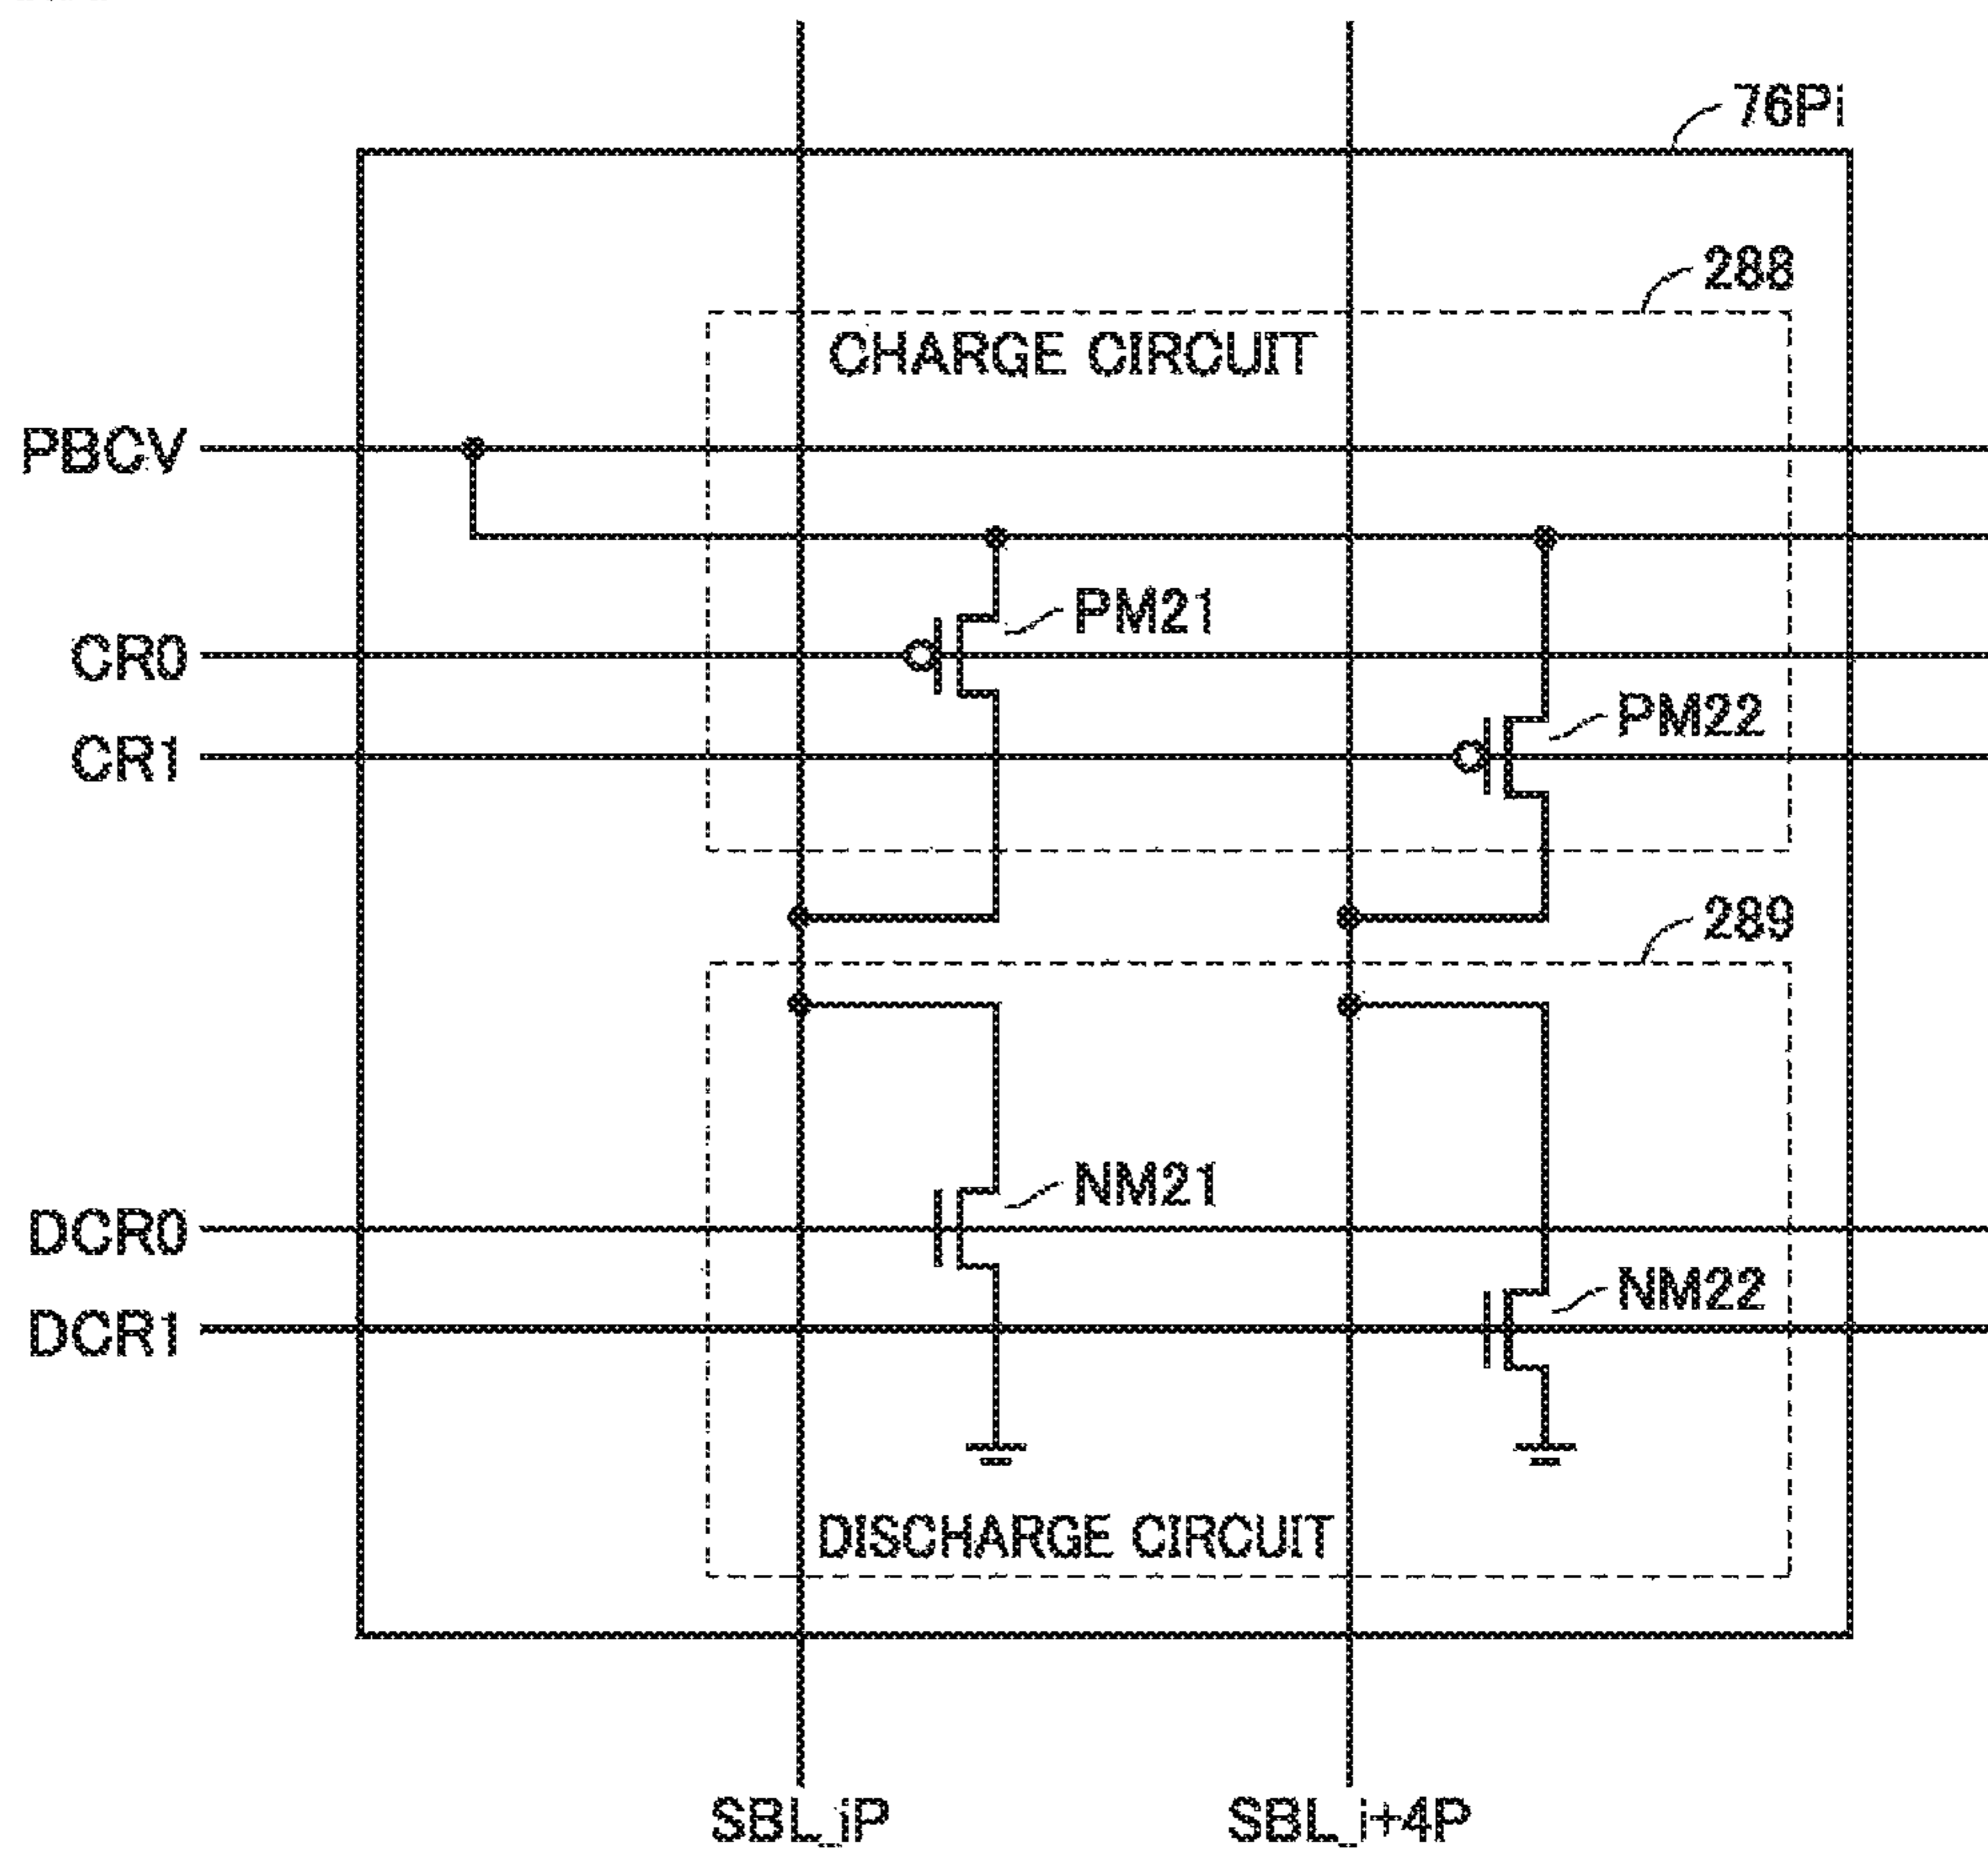 76Pi
288
CHARGE CIRCUIT
PBCV
PM21
CR0
PM22
CR1
289
NM21
DCR0
NM22
DCR1
DISCHARGE CIRCUIT
SBL_iP
SBL_i+4P